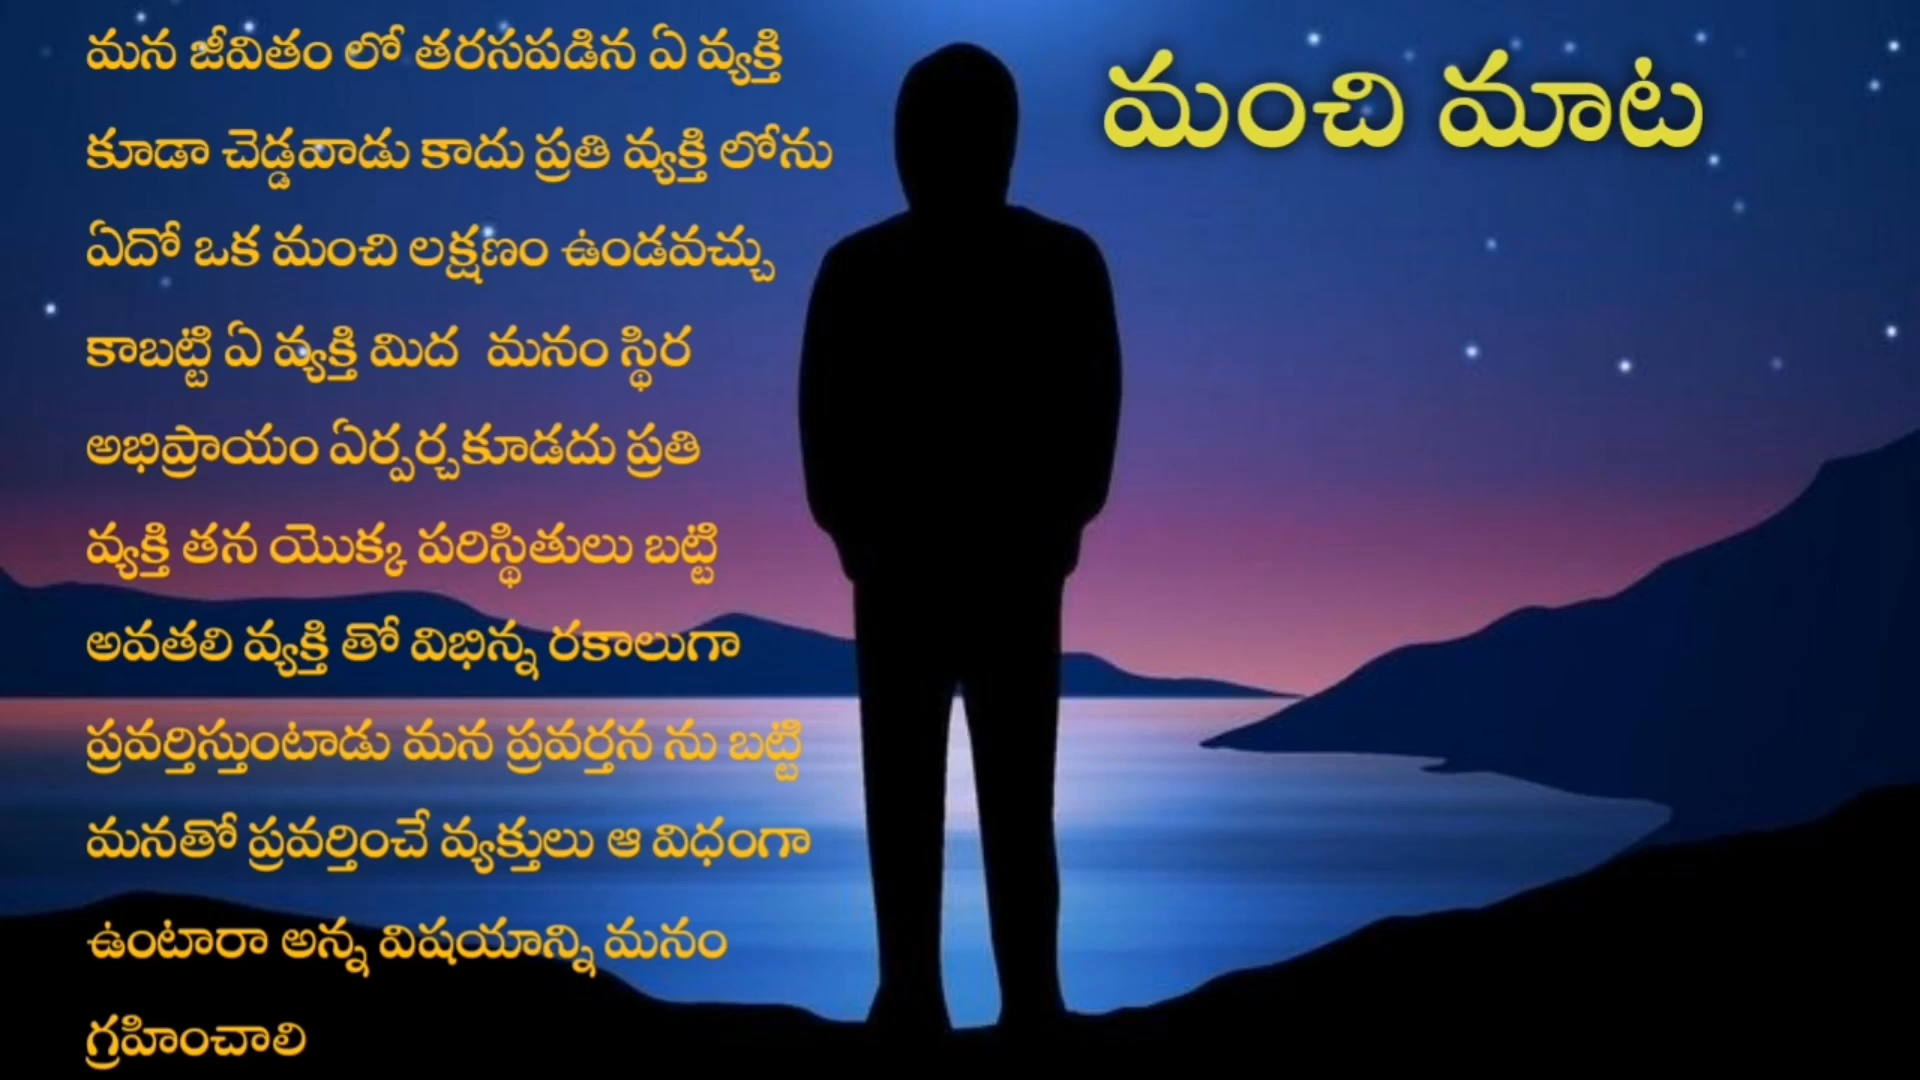 మంచి మాట
మన జీవితం లో తరసపడిన ఏ వ్యక్తి
కూడా చెడ్డవాడు కాదు ప్రతి వ్యక్తి లోను
ఏదో ఒక మంచి లక్షణం ఉండవచ్చు
కాబట్టి ఏ వ్యక్తి మిద మనం స్థిర
అభిప్రాయం ఏర్పర్చకూడదు ప్రతి
వ్యక్తి తన యొక్క పరిస్థితులు బట్టి
అవతలి వ్యక్తి తో విభిన్న రకాలుగా
ప్రవర్తిస్తుంటాడు మన ప్రవర్తన ను బట్టి
మనతో ప్రవర్తించే వ్యక్తులు ఆ విధంగా
ఉంటారా అన్న విషయాన్ని మనం
గ్రహించాలి